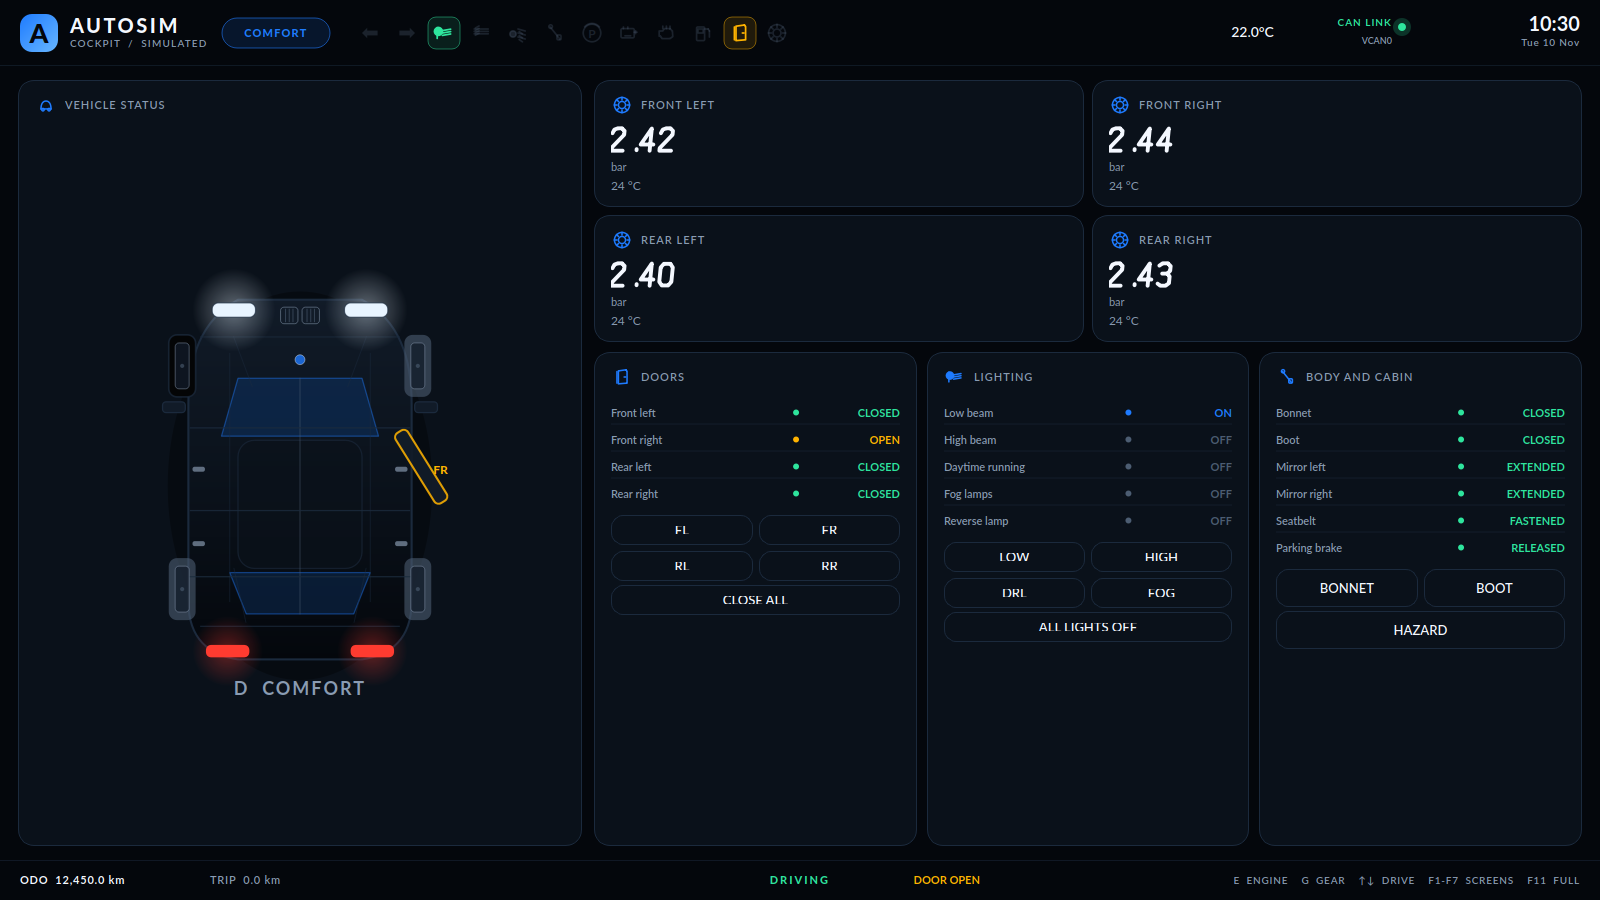 AUTOSIM
COCKPIT / SIMULATED
COMFORT
22.0°C
CAN LINK
VCAN0
10:30
Tue 10 Nov
VEHICLE STATUS
FR
D COMFORT
FRONT LEFT
2.42
bar
24 °C
FRONT RIGHT
2.44
bar
24 °C
REAR LEFT
2.40
bar
24 °C
REAR RIGHT
2.43
bar
24 °C
DOORS
Front left CLOSED
Front right OPEN
Rear left CLOSED
Rear right CLOSED
FL FR
RL RR
CLOSE ALL
LIGHTING
Low beam ON
High beam OFF
Daytime running OFF
Fog lamps OFF
Reverse lamp OFF
LOW HIGH
DRL FOG
ALL LIGHTS OFF
BODY AND CABIN
Bonnet CLOSED
Boot CLOSED
Mirror left EXTENDED
Mirror right EXTENDED
Seatbelt FASTENED
Parking brake RELEASED
BONNET BOOT
HAZARD
ODO 12,450.0 km TRIP 0.0 km DRIVING DOOR OPEN E ENGINE G GEAR ↑↓ DRIVE F1-F7 SCREENS F11 FULL